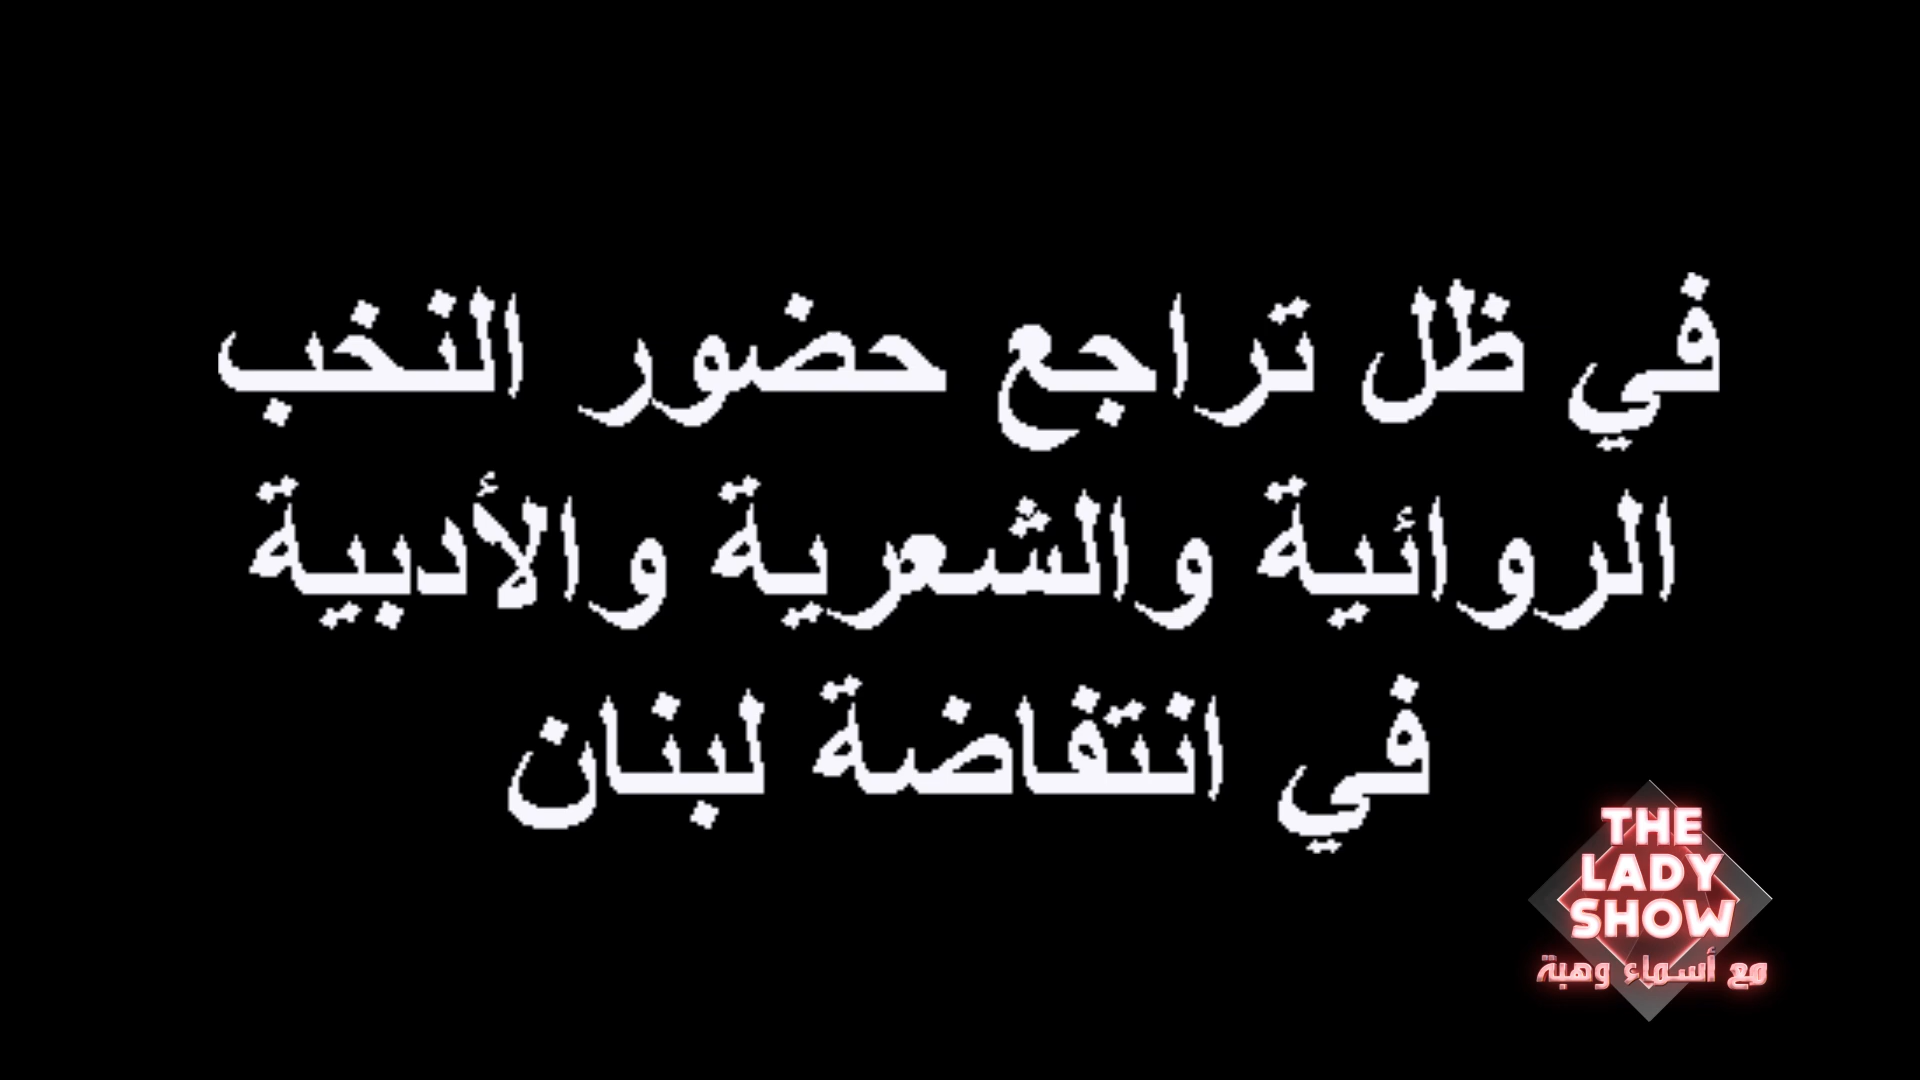 في ظل تراجع حضور النخب
الروائية والشعرية والأدبية
في انتفاضة لبنان
THE
LADY
SHOW
مع أسماء وهبة